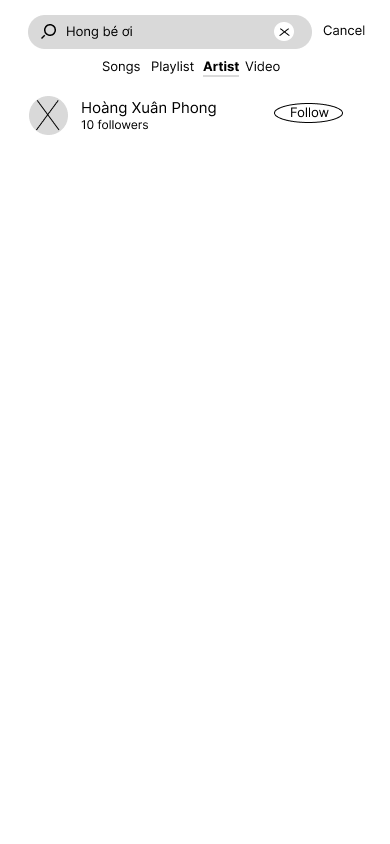 Hong bé ơi
Cancel
Songs Playlist Artist Video
Hoàng Xuân Phong
10 followers
Follow